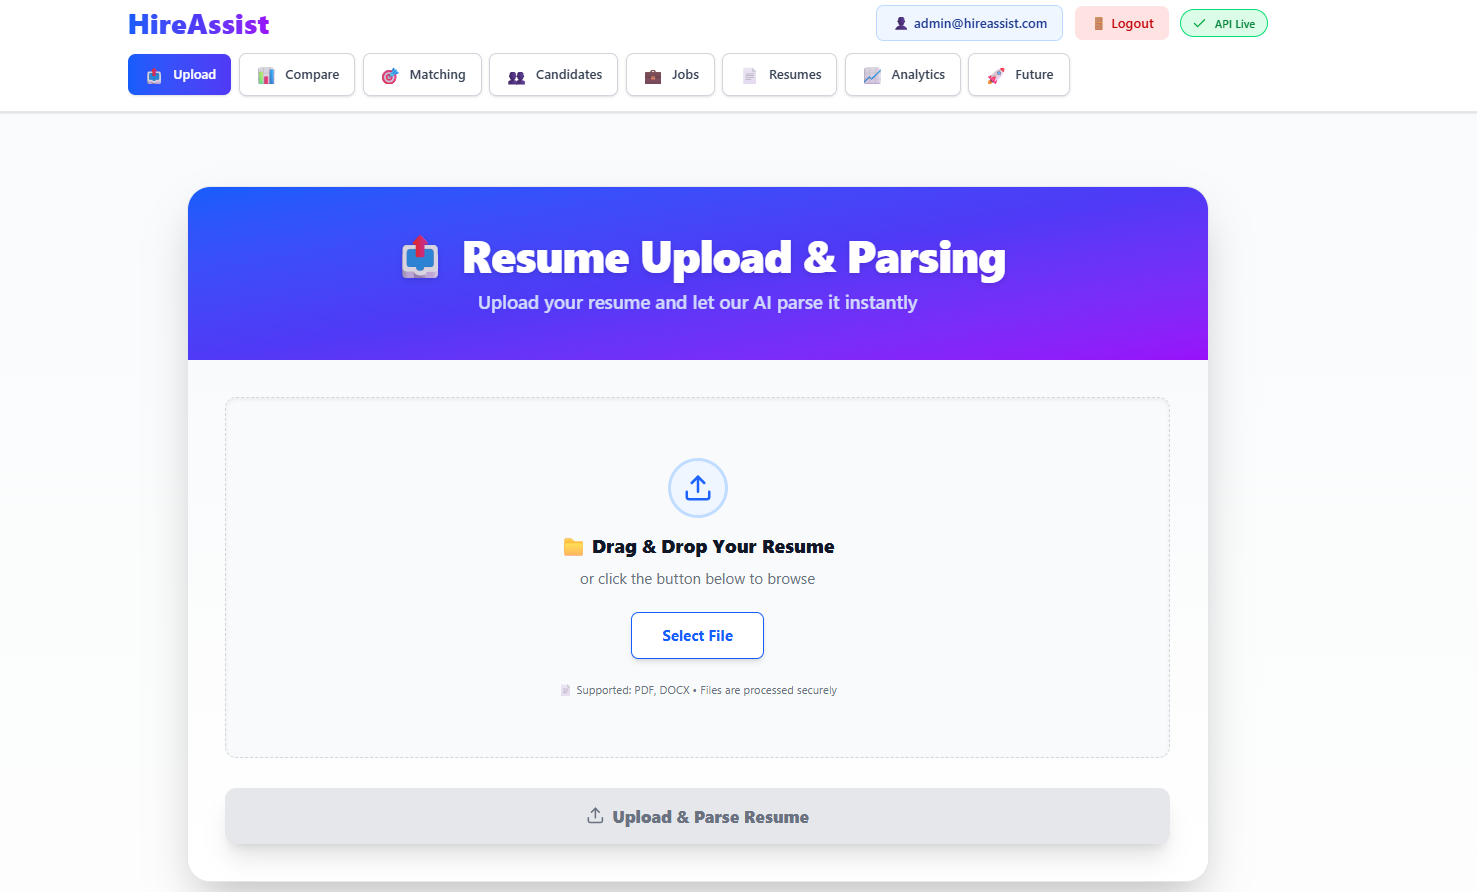 HireAssist
admin@hireassist.com
Logout
API Live
Upload
Compare
Matching
Candidates
Jobs
Resumes
Analytics
Future
Resume Upload & Parsing
Upload your resume and let our AI parse it instantly
Drag & Drop Your Resume
or click the button below to browse
Select File
Supported: PDF, DOCX • Files are processed securely
Upload & Parse Resume